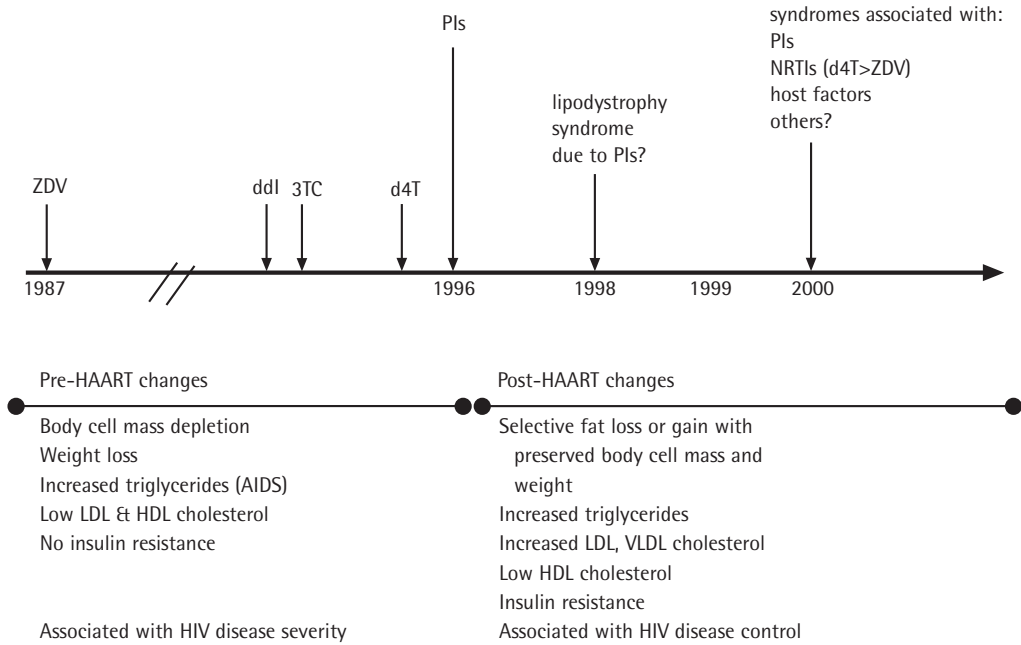 syndromes associated with:
PIs
NRTIs (d4T>ZDV)
host factors
others?
PIs
lipodystrophy
syndrome
due to PIs?
ZDV
ddI
3TC
d4T
1987
1996
1998
1999
2000
Pre-HAART changes
Body cell mass depletion
Weight loss
Increased triglycerides (AIDS)
Low LDL & HDL cholesterol
No insulin resistance
Associated with HIV disease severity
Post-HAART changes
Selective fat loss or gain with
preserved body cell mass and
weight
Increased triglycerides
Increased LDL, VLDL cholesterol
Low HDL cholesterol
Insulin resistance
Associated with HIV disease control